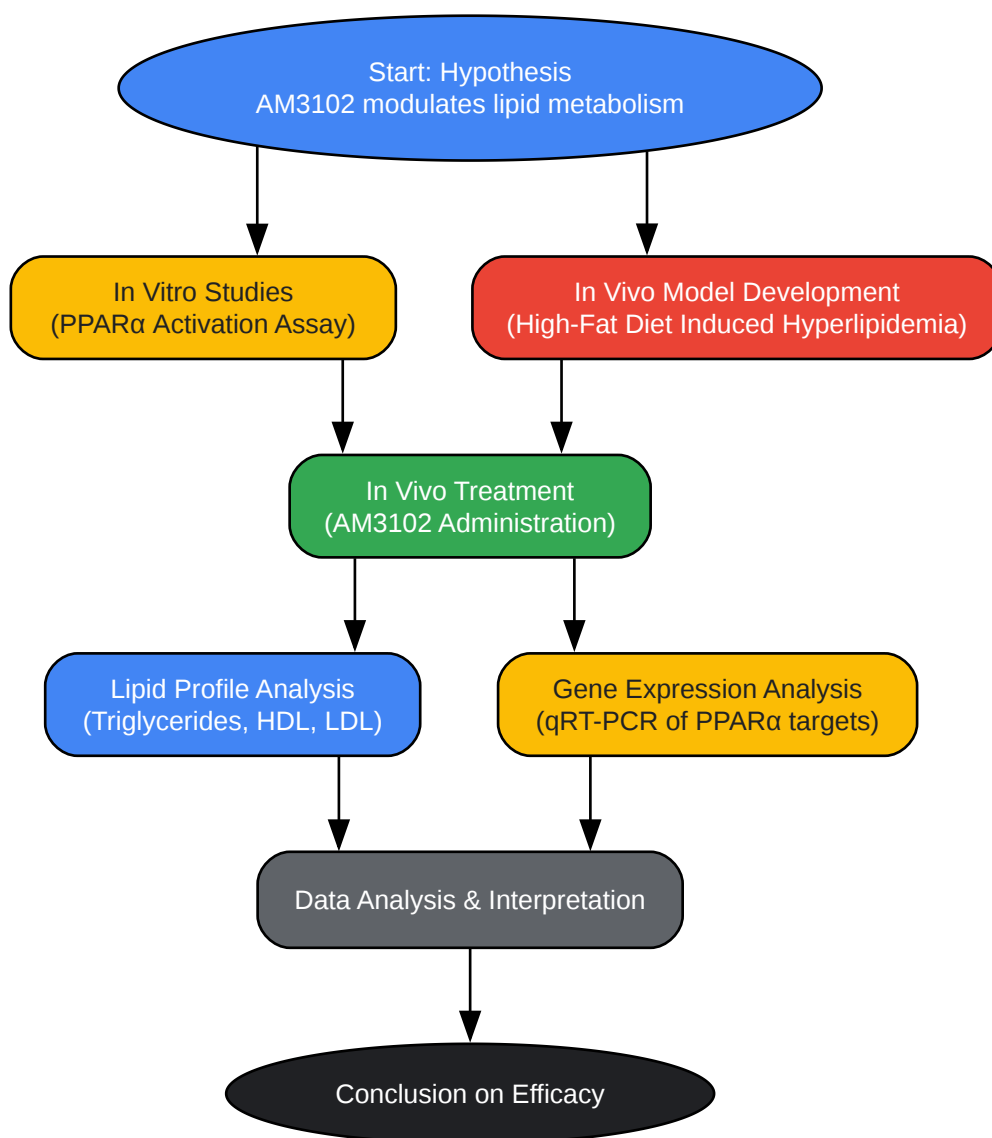 Start: Hypothesis
AM3102 modulates lipid metabolism
In Vitro Studies
(PPARα Activation Assay)
In Vivo Model Development
(High-Fat Diet Induced Hyperlipidemia)
In Vivo Treatment
(AM3102 Administration)
Lipid Profile Analysis
(Triglycerides, HDL, LDL)
Gene Expression Analysis
(qRT-PCR of PPARα targets)
Data Analysis & Interpretation
Conclusion on Efficacy